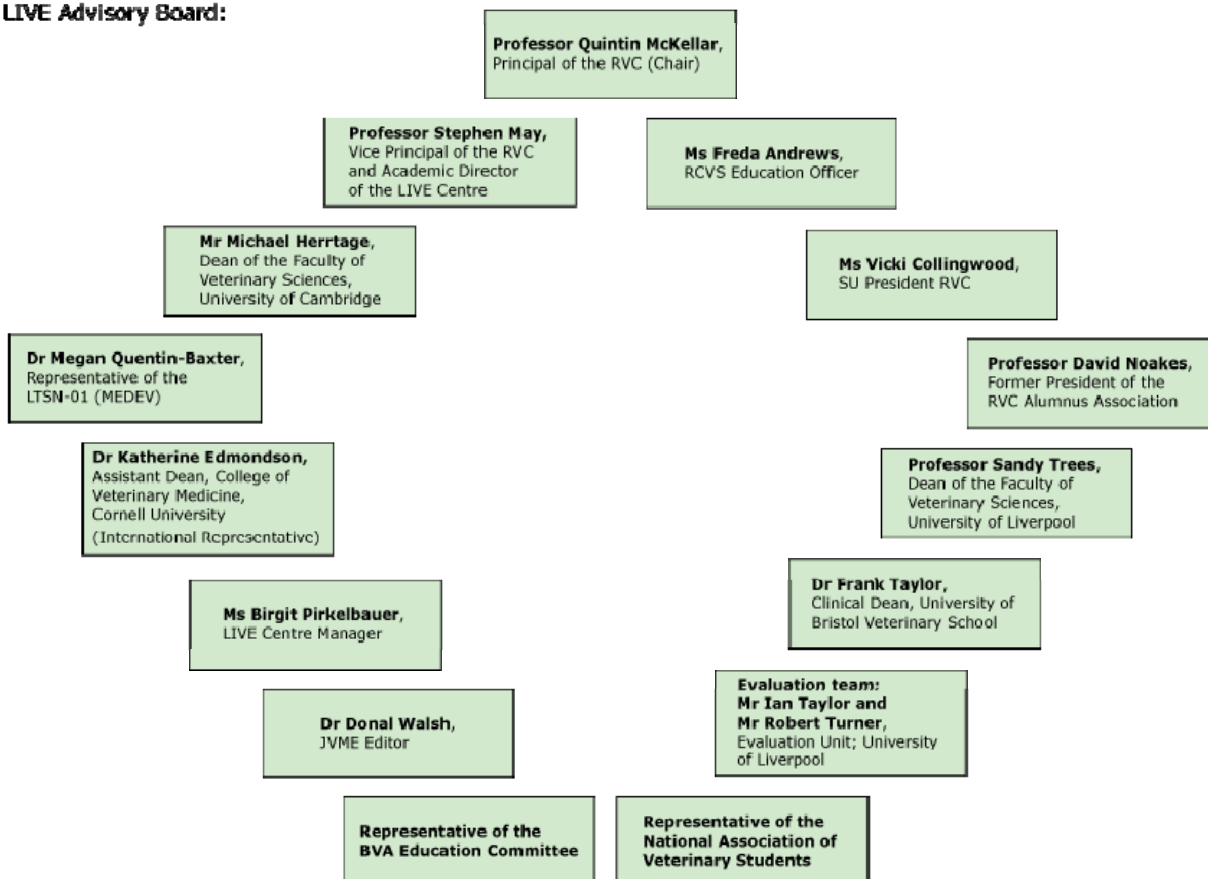 LIVE Advisory Board:
Professor Quintin McKellar,
Principal of the RVC (Chair)
Professor Stephen May,
Vice Principal of the RVC
and Academic Director
of the LIVE Centre
Ms Freda Andrews,
RCVS Education Officer
Mr Michael Herrtage,
Dean of the Faculty of
Veterinary Sciences,
University of Cambridge
Ms Vicki Collingwood,
SU President RVC
Dr Megan Quentin-Baxter,
Representative of the
LTSN-01 (MEDEV)
Professor David Noakes,
Former President of the
RVC Alumnus Association
Dr Katherine Edmondson,
Assistant Dean, College of
Veterinary Medicine,
Cornell University
(International Representative)
Professor Sandy Trees,
Dean of the Faculty of
Veterinary Sciences,
University of Liverpool
Ms Birgit Pirkelbauer,
LIVE Centre Manager
Dr Frank Taylor,
Clinical Dean, University of
Bristol Veterinary School
Dr Donal Walsh,
JVME Editor
Evaluation team:
Mr Ian Taylor and
Mr Robert Turner,
Evaluation Unit; University
of Liverpool
Representative of the
BVA Education Committee
Representative of the
National Association of
Veterinary Students